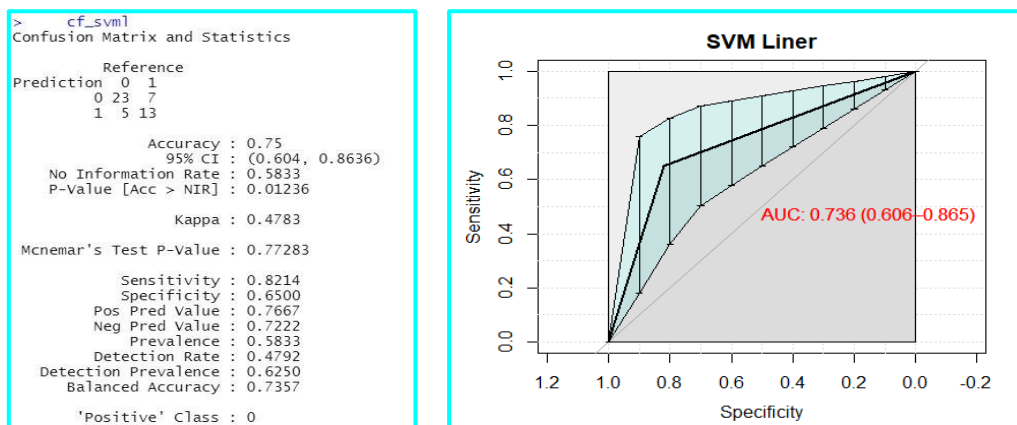 > cf_svml
Confusion Matrix and Statistics
Reference
Prediction 0 1
0 23 7
1 5 13
Accuracy : 0.75
95% CI : (0.604, 0.8636)
No Information Rate : 0.5833
P-Value [Acc > NIR] : 0.01236
Kappa : 0.4783
Mcnemar's Test P-Value : 0.77283
Sensitivity : 0.8214
Specificity : 0.6500
Pos Pred Value : 0.7667
Neg Pred Value : 0.7222
Prevalence : 0.5833
Detection Rate : 0.4792
Detection Prevalence : 0.6250
Balanced Accuracy : 0.7357
'Positive' Class : 0
SVM Liner
Sensitivity
1.0
0.8
0.6
0.4
0.2
0.0
AUC: 0.736 (0.606–0.865)
1.2 1.0 0.8 0.6 0.4 0.2 0.0 -0.2
Specificity